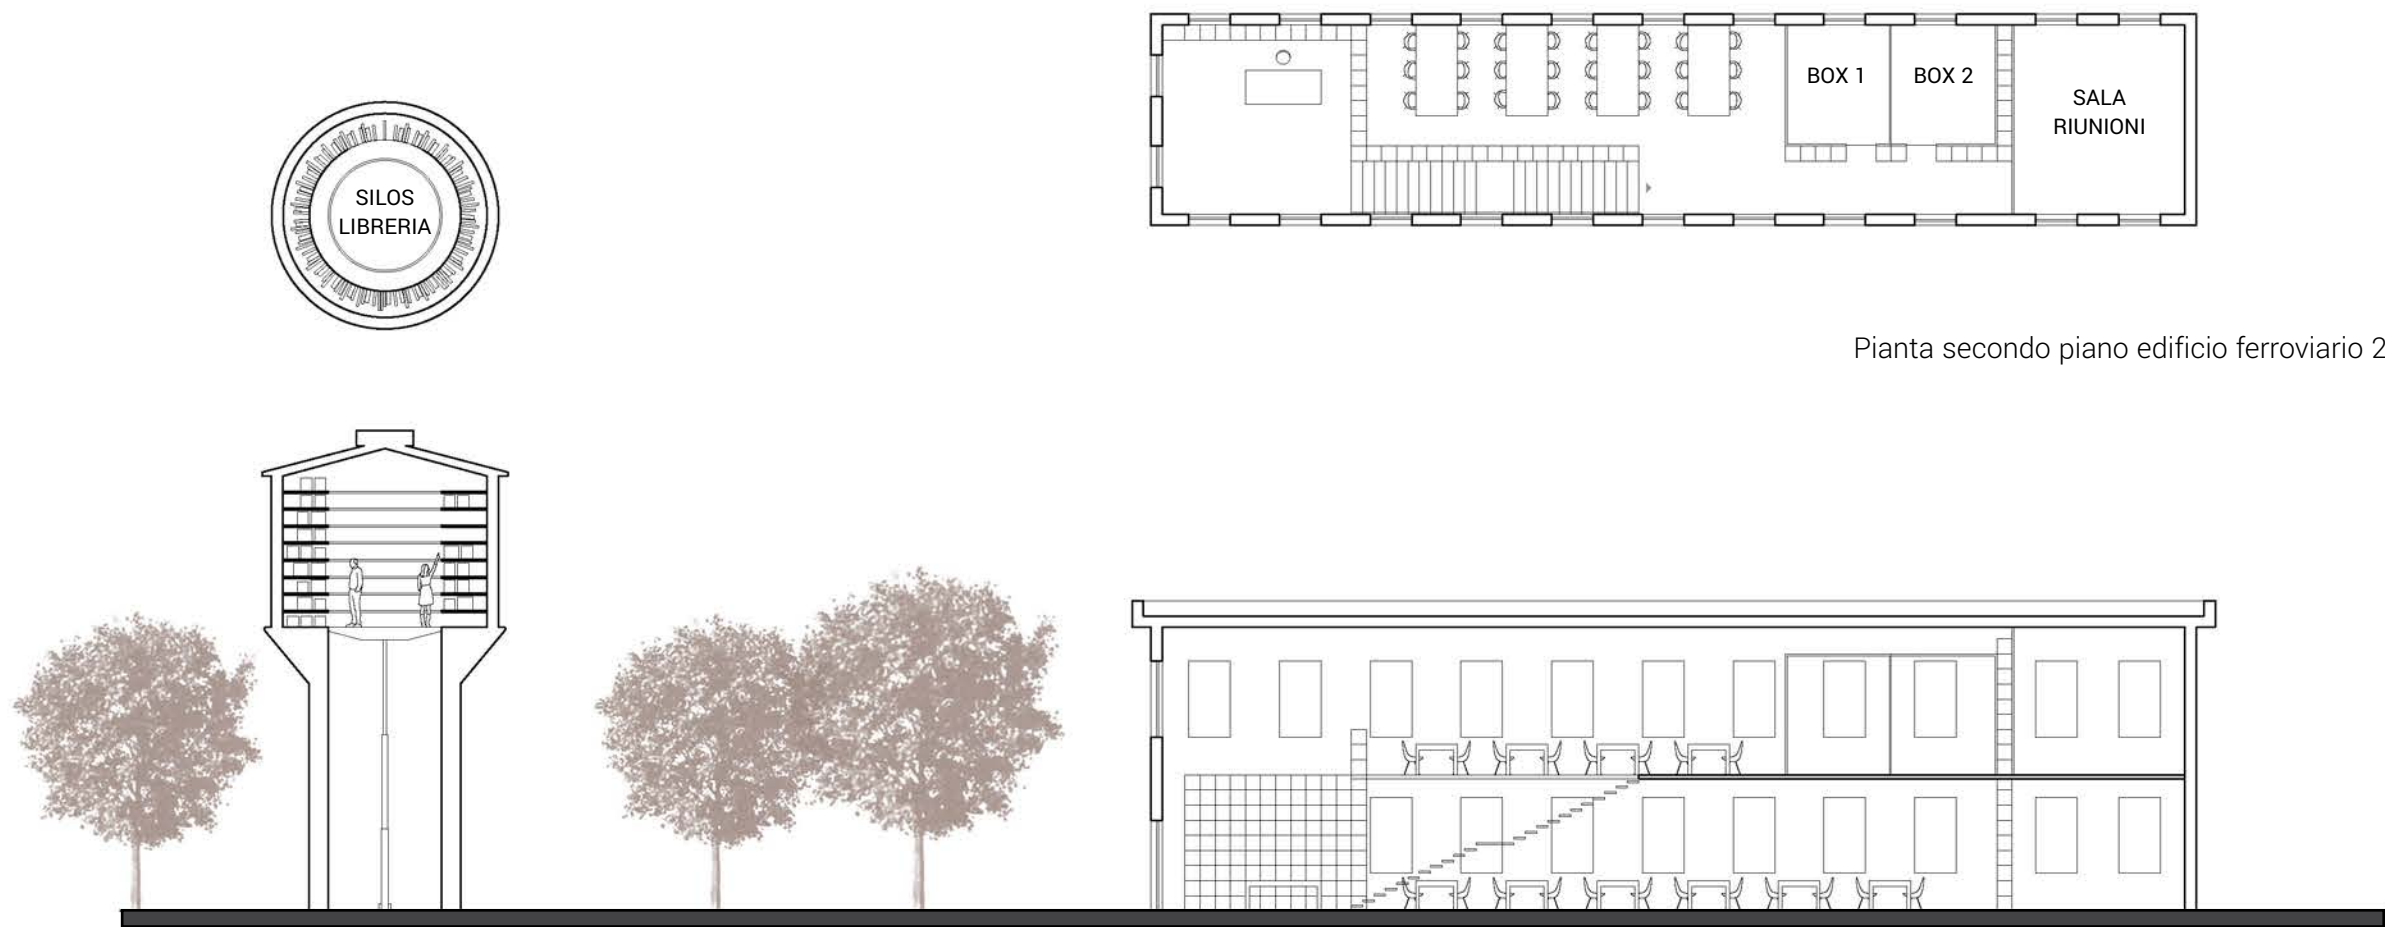 SILOS
LIBRERIA
BOX 1
BOX 2
SALA
RIUNIONI
Pianta secondo piano edificio ferroviario 2